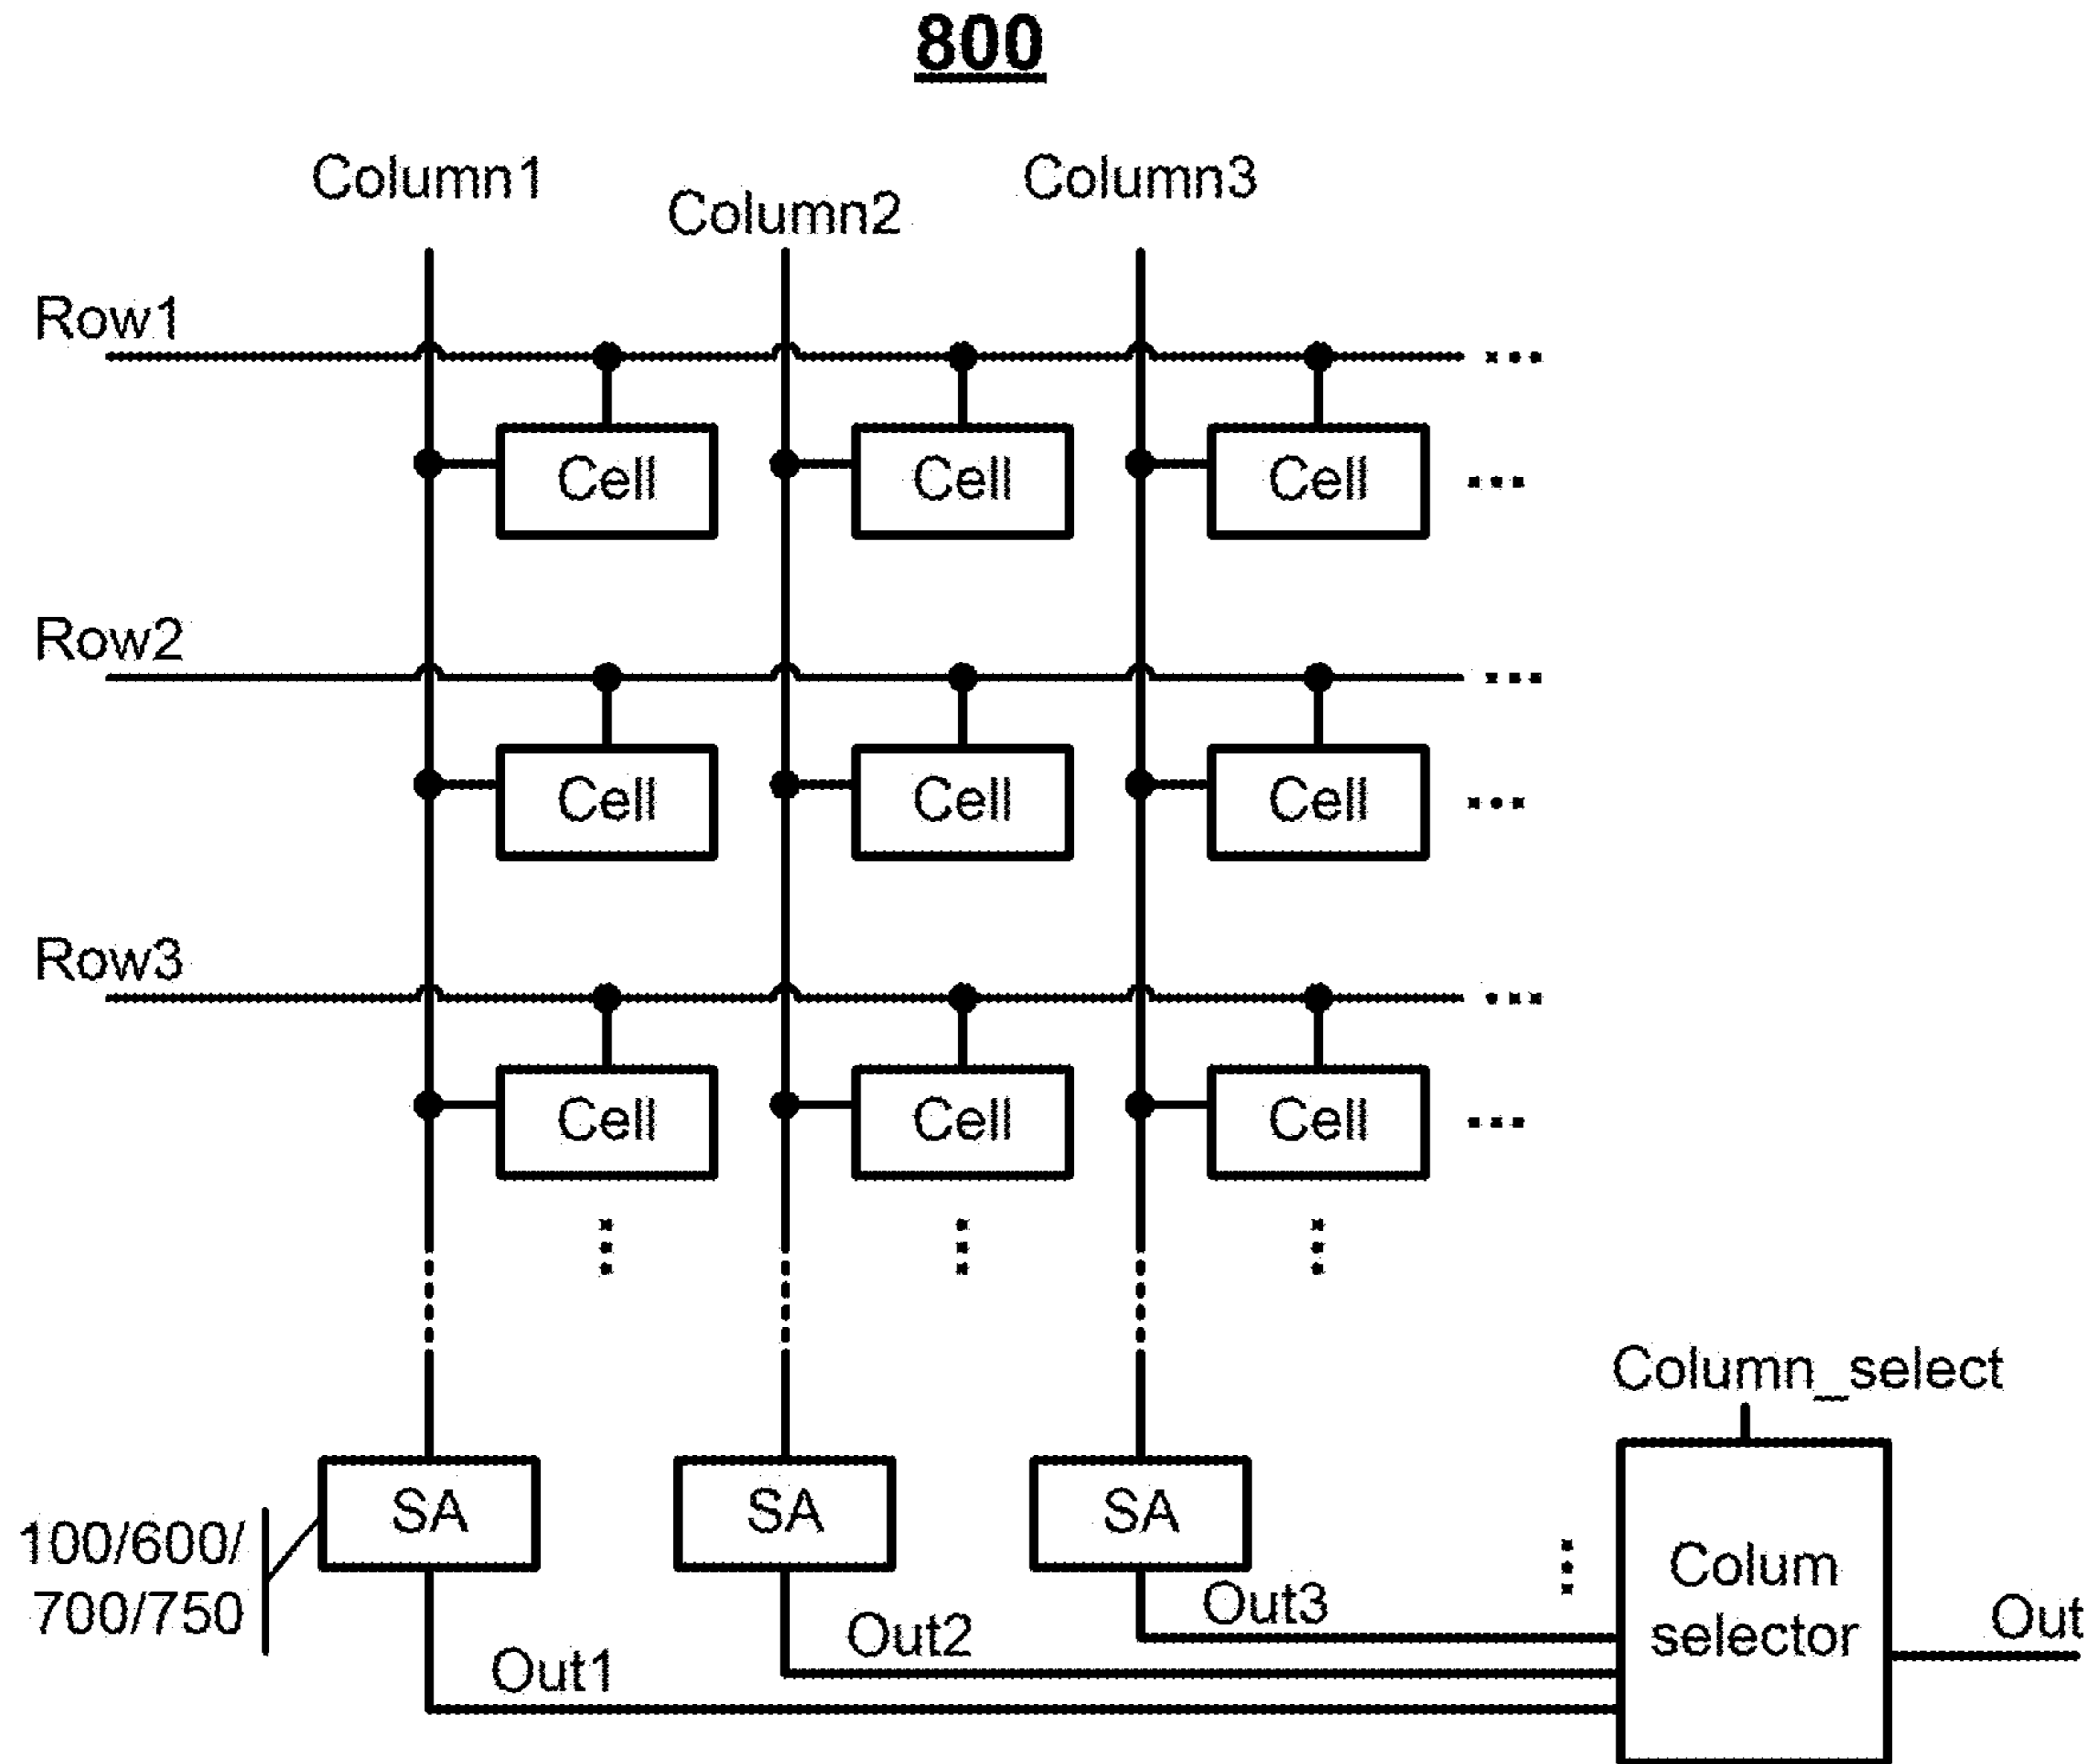 800
Column1
Column2
Column3
Row1
Cell
Cell
Cell
Row2
Cell
Cell
Cell
Row3
Cell
Cell
Cell
Column_select
SA
SA
SA
100/600/
700/750
Colum
selector
Out3
Out2
Out1
Out